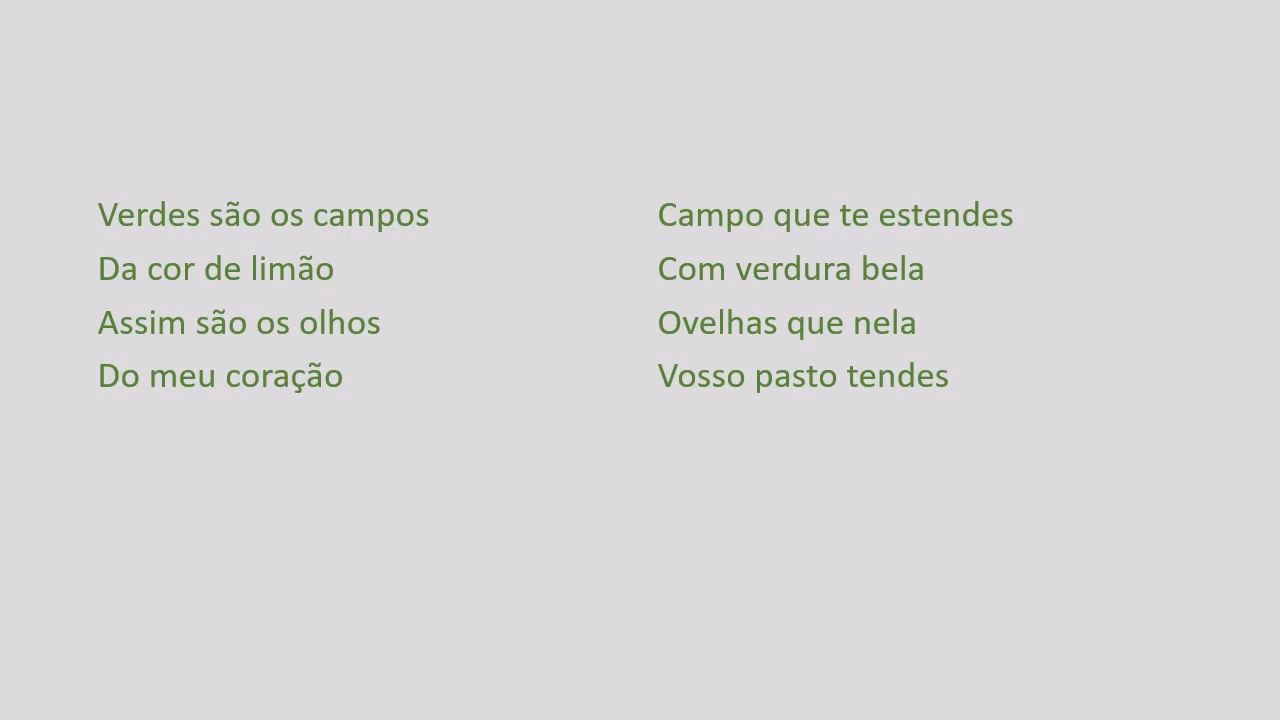 Verdes são os campos
Da cor de limão
Assim são os olhos
Do meu coração
Campo que te estendes
Com verdura bela
Ovelhas que nela
Vosso pasto tendes